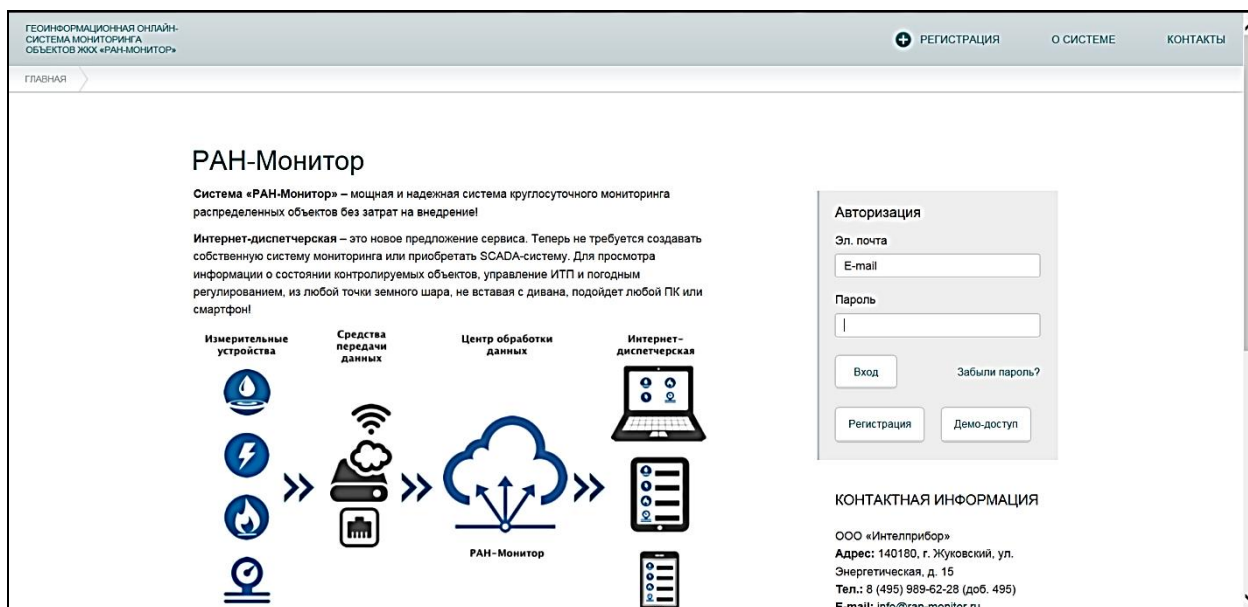 ГЕОИНФОРМАЦИОННАЯ ОНЛАЙН-
СИСТЕМА МОНИТОРИНГА
ОБЪЕКТОВ ЖКХ «РАН-МОНИТОР»
РЕГИСТРАЦИЯ
О СИСТЕМЕ
КОНТАКТЫ
ГЛАВНАЯ
РАН-Монитор
Система «РАН-Монитор» – мощная и надежная система круглосуточного мониторинга
распределенных объектов без затрат на внедрение!
Интернет-диспетчерская – это новое предложение сервиса. Теперь не требуется создавать
собственную систему мониторинга или приобретать SCADA-систему. Для просмотра
информации о состоянии контролируемых объектов, управление ИТП и погодным
регулированием, из любой точки земного шара, не вставая с дивана, подойдет любой ПК или
смартфон!
Измерительные
устройства
Средства
передачи
данных
Центр обработки
данных
Интернет-
диспетчерская
РАН-Монитор
Авторизация
Эл. почта
E-mail
Пароль
Вход
Забыли пароль?
Регистрация
Демо-доступ
КОНТАКТНАЯ ИНФОРМАЦИЯ
ООО «Интелприбор»
Адрес: 140180, г. Жуковский, ул.
Энергетическая, д. 15
Тел.: 8 (495) 989-62-28 (доб. 495)
E-mail: info@ran-monitor.ru